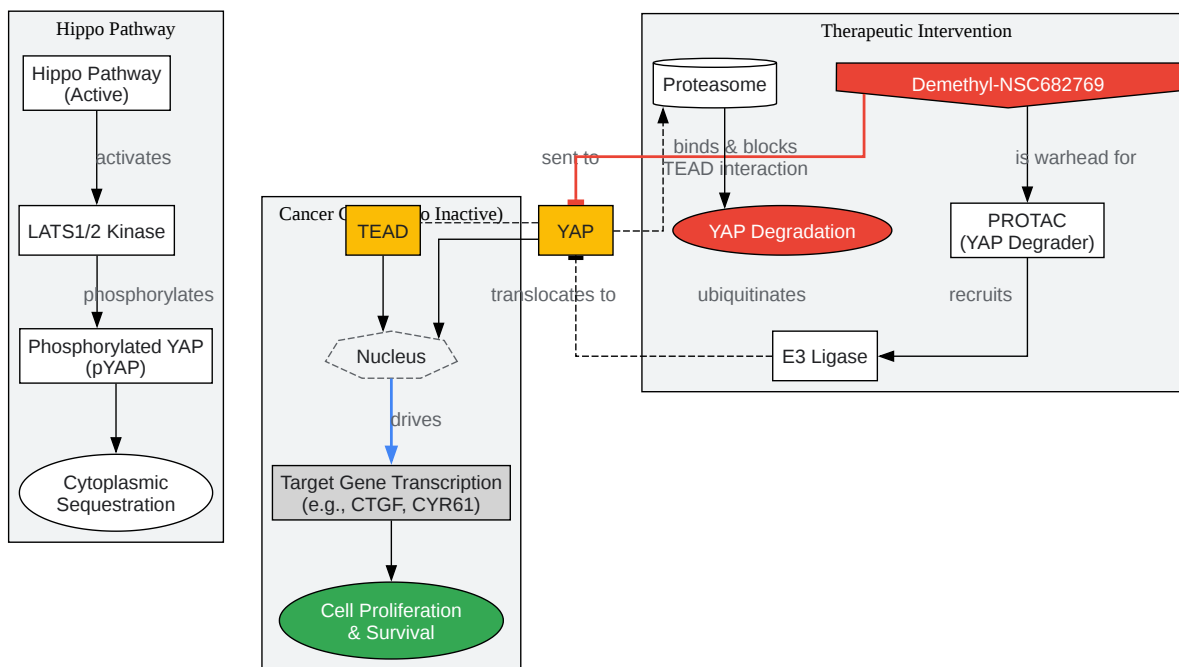 Hippo Pathway
Hippo Pathway
(Active)
activates
LATS1/2 Kinase
phosphorylates
Phosphorylated YAP
(pYAP)
Cytoplasmic
Sequestration
Cancer C
o Inactive)
TEAD
YAP
translocates to
Nucleus
drives
Target Gene Transcription
(e.g., CTGF, CYR61)
Cell Proliferation
& Survival
Therapeutic Intervention
Proteasome
Demethyl-NSC682769
sent to
binds & blocks
TEAD interaction
is warhead for
YAP Degradation
PROTAC
(YAP Degrader)
ubiquitinates
recruits
E3 Ligase